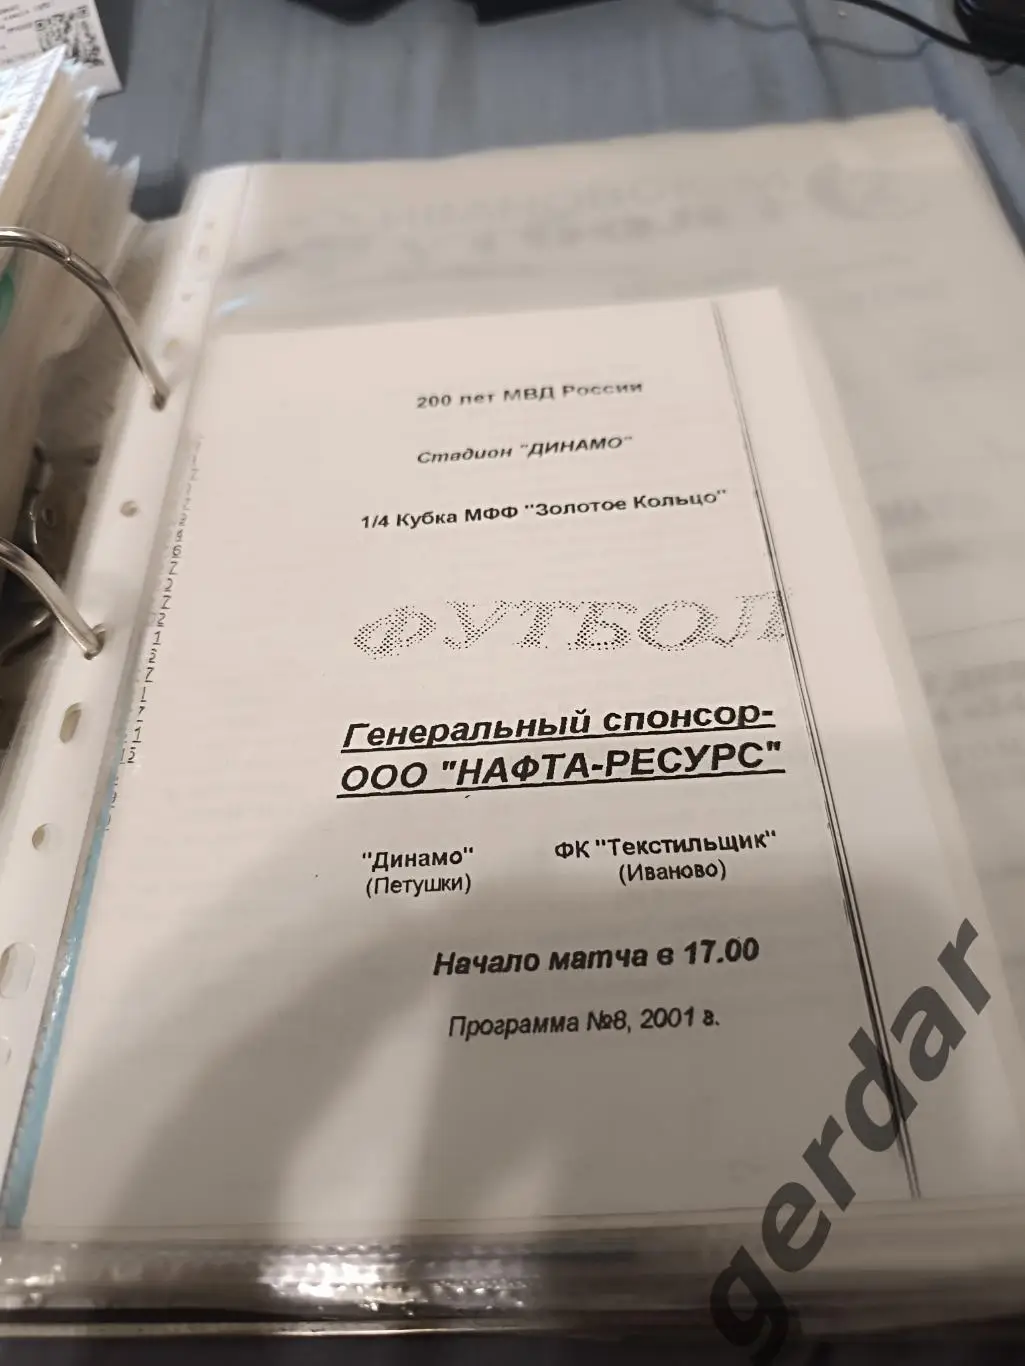 200 лет МВД России
Стадион "ДИНАМО"
1/4 Кубка МФФ "Золотое Кольцо"
ФУТБОЛ
Генеральный спонсор-
ООО "НАФТА-РЕСУРС"
"Динамо" ФК "Текстильщик"
(Петушки) (Иваново)
Начало матча в 17.00
Программа №8, 2001 г.
gerdar